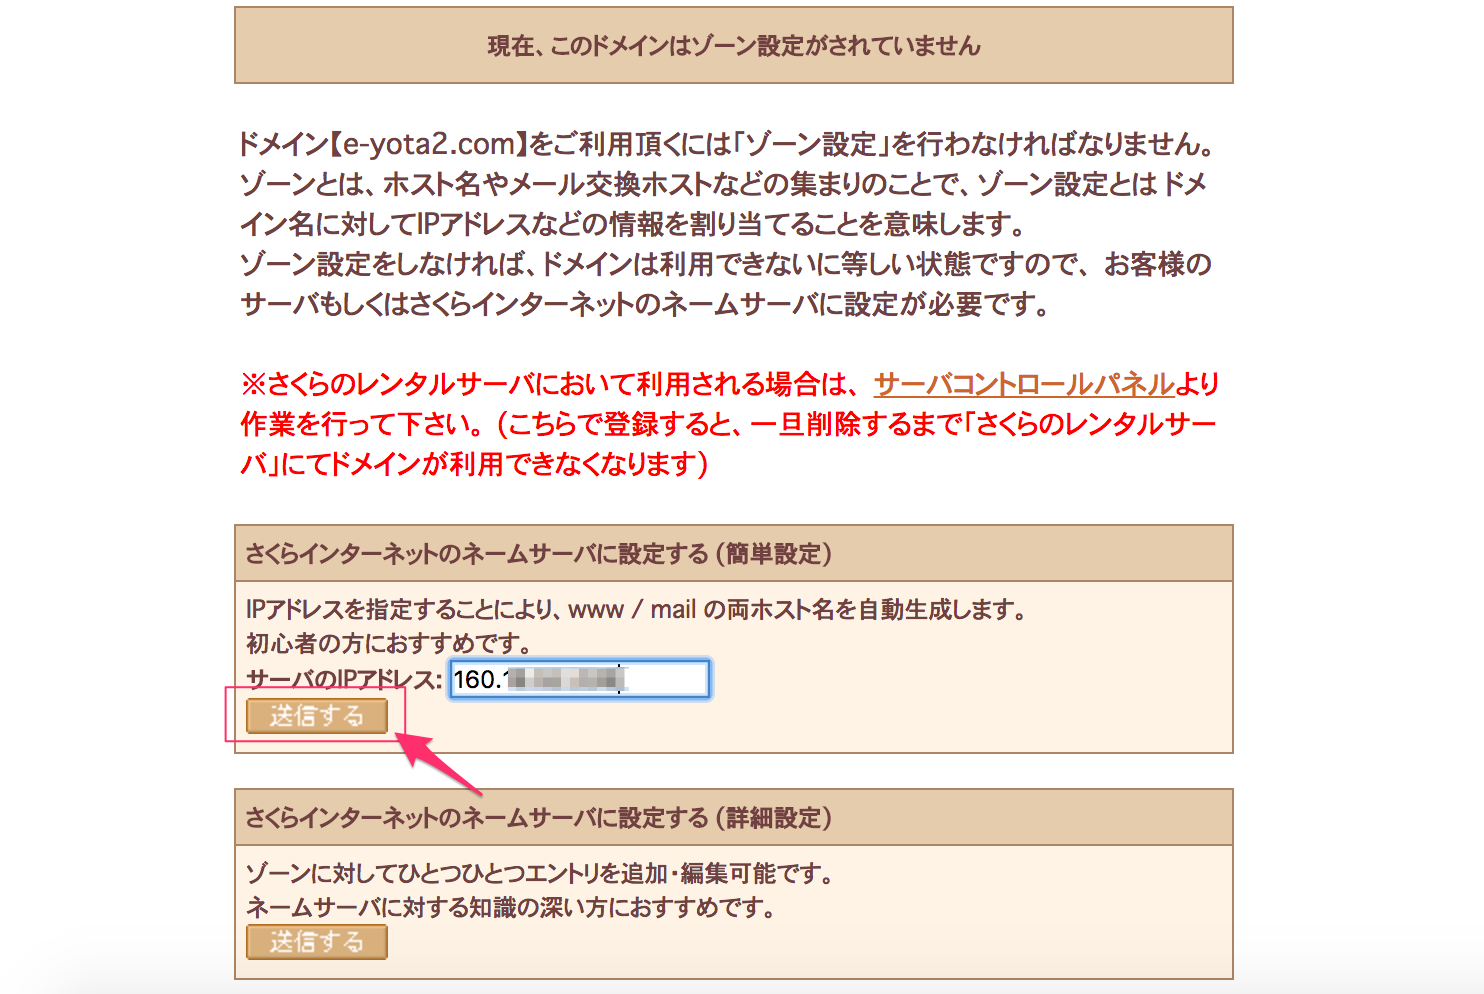 現在、このドメインはゾーン設定がされていません
ドメイン【e-yota2.com】をご利用頂くには「ゾーン設定」を行わなければなりません。
ゾーンとは、ホスト名やメール交換ホストなどの集まりのことで、ゾーン設定とはドメ
イン名に対してIPアドレスなどの情報を割り当てることを意味します。
ゾーン設定をしなければ、ドメインは利用できないに等しい状態ですので、お客様の
サーバもしくはさくらインターネットのネームサーバに設定が必要です。
※さくらのレンタルサーバにおいて利用される場合は、サーバコントロールパネルより
作業を行って下さい。(こちらで登録すると、一旦削除するまで「さくらのレンタルサー
バ」にてドメインが利用できなくなります)
さくらインターネットのネームサーバに設定する(簡単設定)
IPアドレスを指定することにより、www / mail の両ホスト名を自動生成します。
初心者の方におすすめです。
サーバのIPアドレス: 160.
送信する
さくらインターネットのネームサーバに設定する(詳細設定)
ゾーンに対してひとつひとつエントリを追加・編集可能です。
ネームサーバに対する知識の深い方におすすめです。
送信する